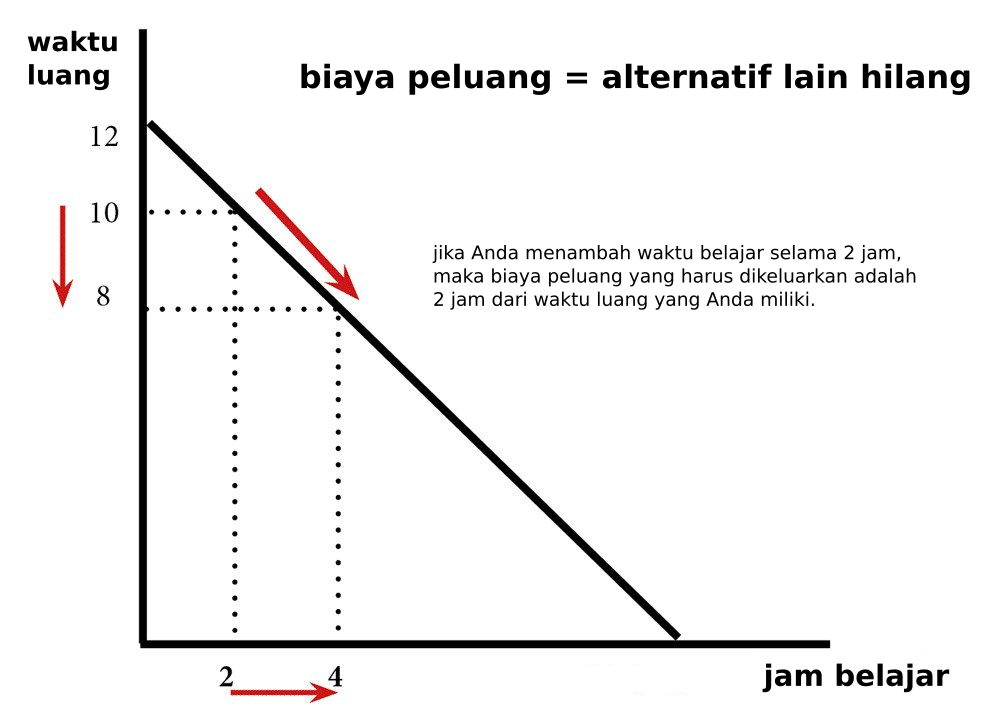 waktu
luang
biaya peluang = alternatif lain hilang
12
10
8
jika Anda menambah waktu belajar selama 2 jam,
maka biaya peluang yang harus dikeluarkan adalah
2 jam dari waktu luang yang Anda miliki.
2 4
jam belajar